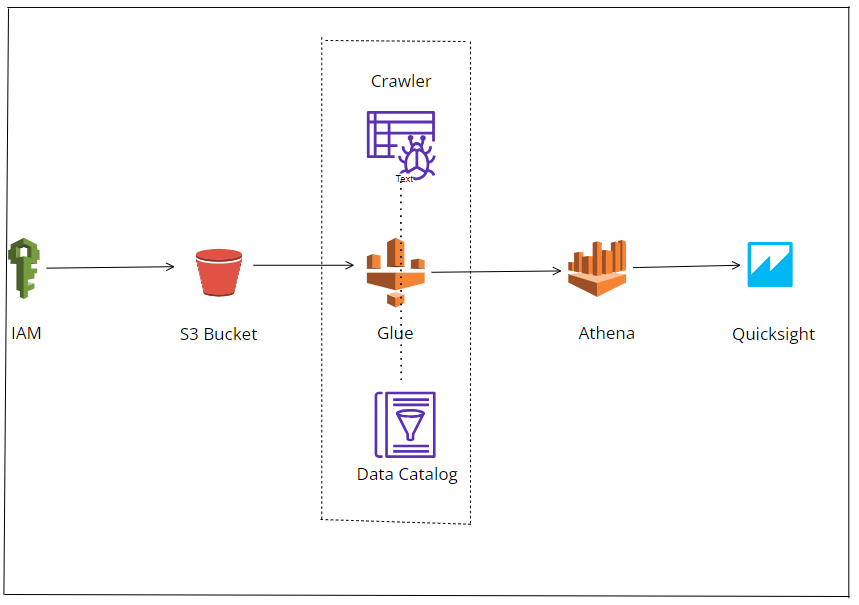 Crawler
Text
IAM
S3 Bucket
Glue
Athena
Quicksight
Data Catalog